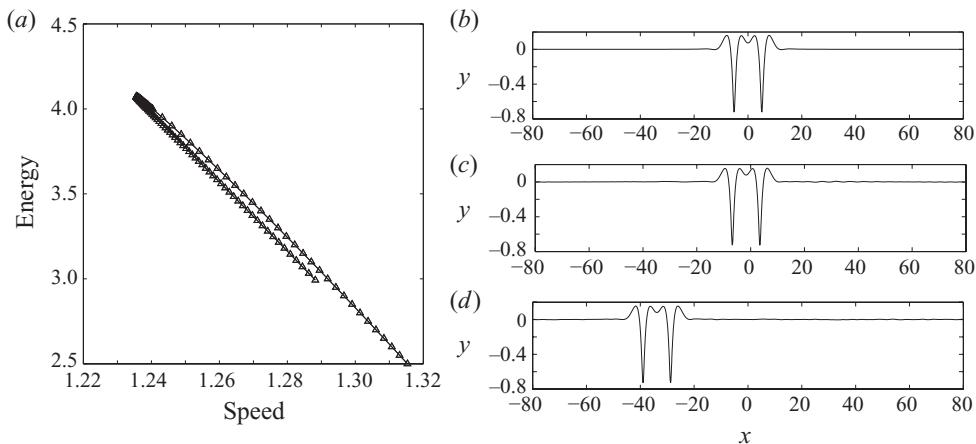 (a)
4.5
4.0
3.5
3.0
2.5
Energy
1.22 1.24 1.26 1.28 1.30 1.32
Speed
(b)
y
0
−0.4
−0.8
−80 −60 −40 −20 0 20 40 60 80
(c)
y
0
−0.4
−0.8
−80 −60 −40 −20 0 20 40 60 80
(d)
y
0
−0.4
−0.8
−80 −60 −40 −20 0 20 40 60 80
x